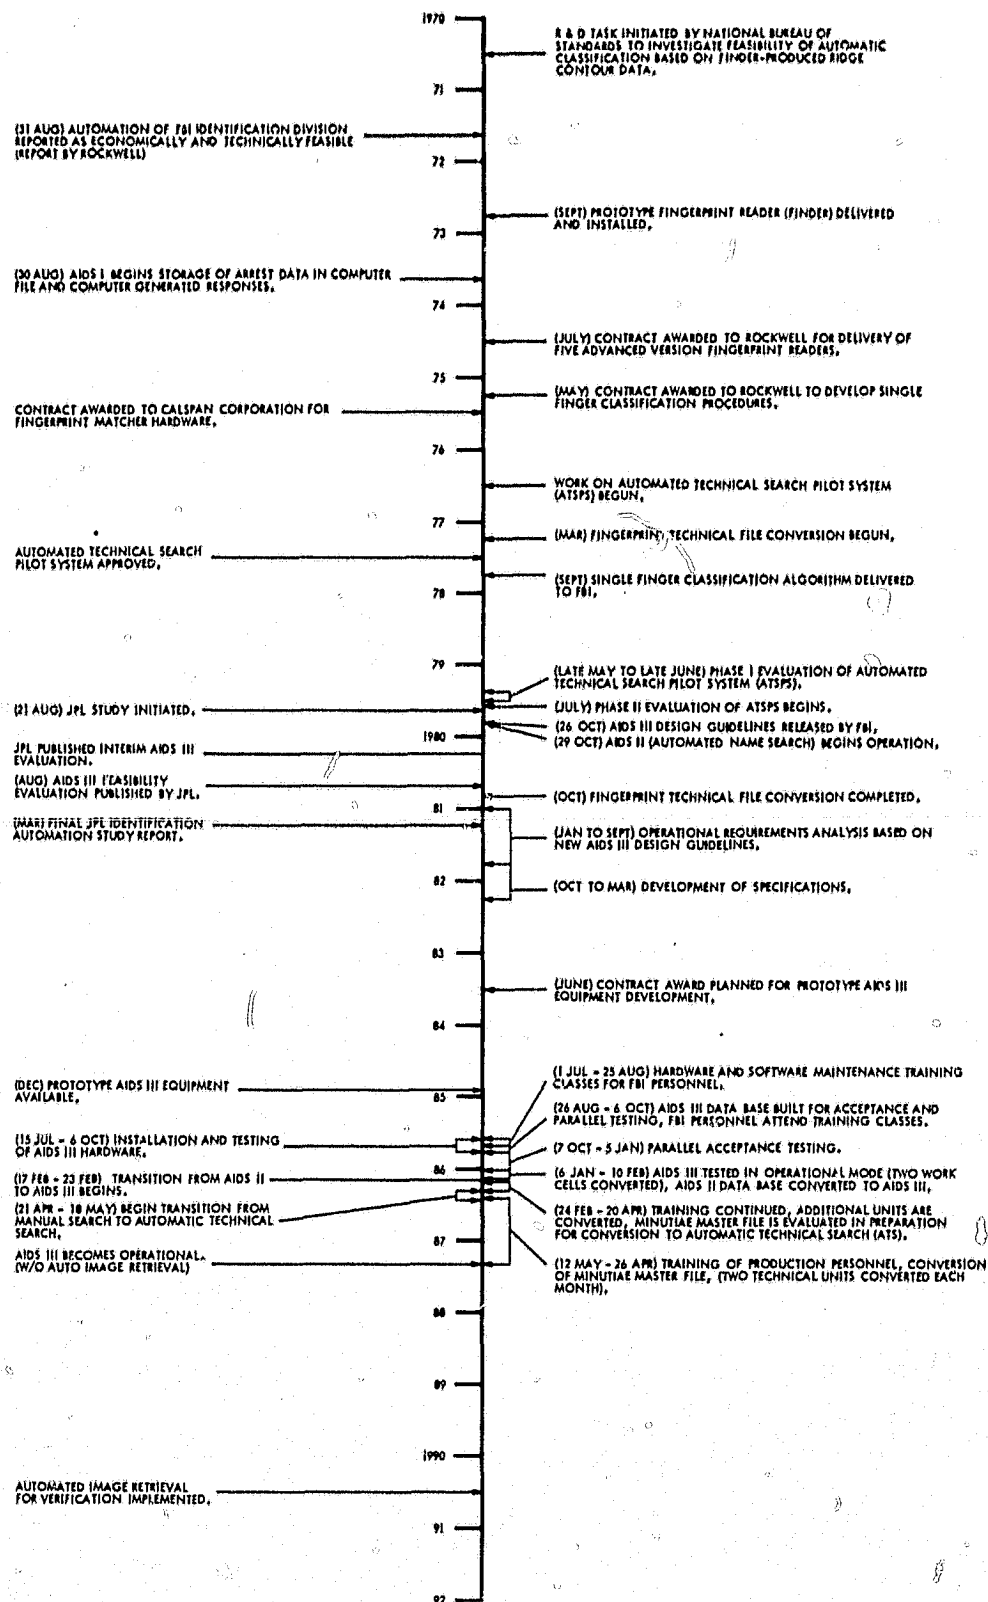 1970
R & D TASK INITIATED BY NATIONAL BUREAU OF
STANDARDS TO INVESTIGATE FEASIBILITY OF AUTOMATIC
CLASSIFICATION BASED ON FINDER-PRODUCED RIDGE
CONTOUR DATA.
71
(31 AUG) AUTOMATION OF FBI IDENTIFICATION DIVISION
REPORTED AS ECONOMICALLY AND TECHNICALLY FEASIBLE
(REPORT BY ROCKWELL)
72
(SEPT) PROTOTYPE FINGERPRINT READER (FINDER) DELIVERED
AND INSTALLED.
73
(30 AUG) AIDS I BEGINS STORAGE OF ARREST DATA IN COMPUTER
FILE AND COMPUTER GENERATED RESPONSES.
74
(JULY) CONTRACT AWARDED TO ROCKWELL FOR DELIVERY OF
FIVE ADVANCED VERSION FINGERPRINT READERS.
75
(MAY) CONTRACT AWARDED TO ROCKWELL TO DEVELOP SINGLE
FINGER CLASSIFICATION PROCEDURES.
CONTRACT AWARDED TO CALSPAN CORPORATION FOR
FINGERPRINT MATCHER HARDWARE.
76
WORK ON AUTOMATED TECHNICAL SEARCH PILOT SYSTEM
(ATSPS) BEGUN.
77
(MAR) FINGERPRINT TECHNICAL FILE CONVERSION BEGUN.
AUTOMATED TECHNICAL SEARCH
PILOT SYSTEM APPROVED.
(SEPT) SINGLE FINGER CLASSIFICATION ALGORITHM DELIVERED
TO FBI.
78
79
(LATE MAY TO LATE JUNE) PHASE I EVALUATION OF AUTOMATED
TECHNICAL SEARCH PILOT SYSTEM (ATSPS).
(21 AUG) JPL STUDY INITIATED.
(JULY) PHASE II EVALUATION OF ATSPS BEGINS.
(26 OCT) AIDS III DESIGN GUIDELINES RELEASED BY FBI.
1980
(29 OCT) AIDS II (AUTOMATED NAME SEARCH) BEGINS OPERATION.
JPL PUBLISHED INTERIM AIDS III
EVALUATION.
(AUG) AIDS III FEASIBILITY
EVALUATION PUBLISHED BY JPL.
(OCT) FINGERPRINT TECHNICAL FILE CONVERSION COMPLETED.
81
(MAR) FINAL JPL IDENTIFICATION
AUTOMATION STUDY REPORT.
(JAN TO SEPT) OPERATIONAL REQUIREMENTS ANALYSIS BASED ON
NEW AIDS III DESIGN GUIDELINES.
82
(OCT TO MAR) DEVELOPMENT OF SPECIFICATIONS.
83
(JUNE) CONTRACT AWARD PLANNED FOR PROTOTYPE AIDS III
EQUIPMENT DEVELOPMENT.
84
(DEC) PROTOTYPE AIDS III EQUIPMENT
AVAILABLE.
85
(1 JUL - 25 AUG) HARDWARE AND SOFTWARE MAINTENANCE TRAINING
CLASSES FOR FBI PERSONNEL.
(26 AUG - 6 OCT) AIDS III DATA BASE BUILT FOR ACCEPTANCE AND
PARALLEL TESTING, FBI PERSONNEL ATTEND TRAINING CLASSES.
(15 JUL - 6 OCT) INSTALLATION AND TESTING
OF AIDS III HARDWARE.
(7 OCT - 5 JAN) PARALLEL ACCEPTANCE TESTING.
86
(17 FEB - 23 FEB) TRANSITION FROM AIDS II
TO AIDS III BEGINS.
(6 JAN - 10 FEB) AIDS III TESTED IN OPERATIONAL MODE (TWO WORK
CELLS CONVERTED), AIDS II DATA BASE CONVERTED TO AIDS III.
(21 APR - 18 MAY) BEGIN TRANSITION FROM
MANUAL SEARCH TO AUTOMATIC TECHNICAL
SEARCH.
(24 FEB - 20 APR) TRAINING CONTINUED, ADDITIONAL UNITS ARE
CONVERTED, MINUTIAE MASTER FILE IS EVALUATED IN PREPARATION
FOR CONVERSION TO AUTOMATIC TECHNICAL SEARCH (ATS).
87
AIDS III BECOMES OPERATIONAL.
(W/O AUTO IMAGE RETRIEVAL)
(12 MAY - 26 APR) TRAINING OF PRODUCTION PERSONNEL, CONVERSION
OF MINUTIAE MASTER FILE, (TWO TECHNICAL UNITS CONVERTED EACH
MONTH).
88
89
1990
AUTOMATED IMAGE RETRIEVAL
FOR VERIFICATION IMPLEMENTED.
91
92